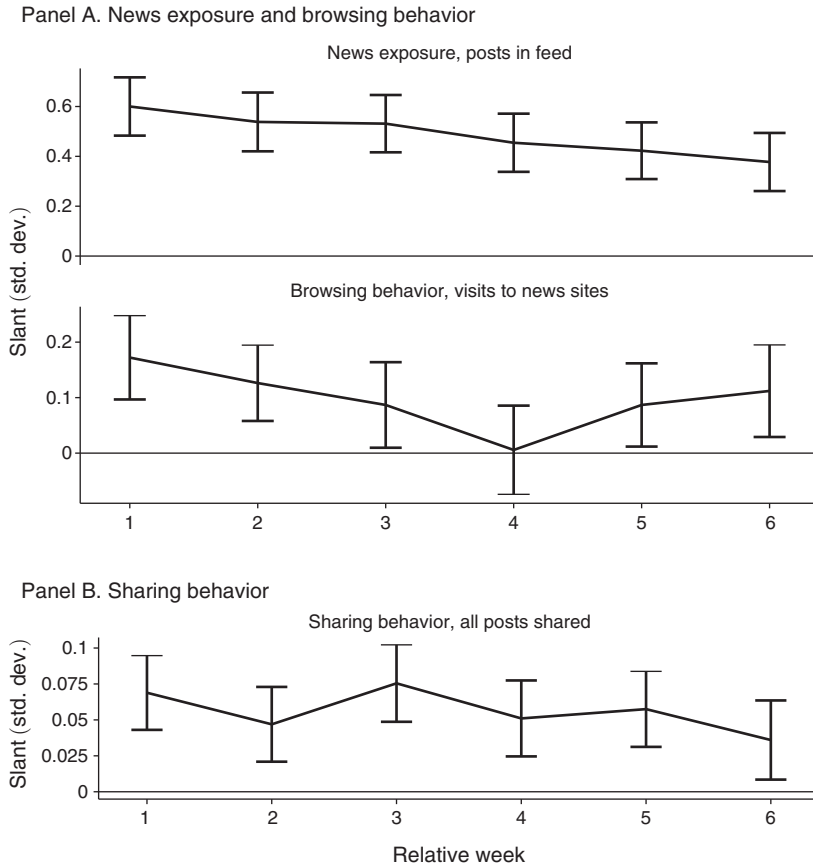 Panel A. News exposure and browsing behavior
News exposure, posts in feed
0.6
0.4
0.2
0
Slant (std. dev.)
Browsing behavior, visits to news sites
0.2
0.1
0
1 2 3 4 5 6
Panel B. Sharing behavior
Sharing behavior, all posts shared
Slant (std. dev.)
0.1
0.075
0.05
0.025
0
1 2 3 4 5 6
Relative week